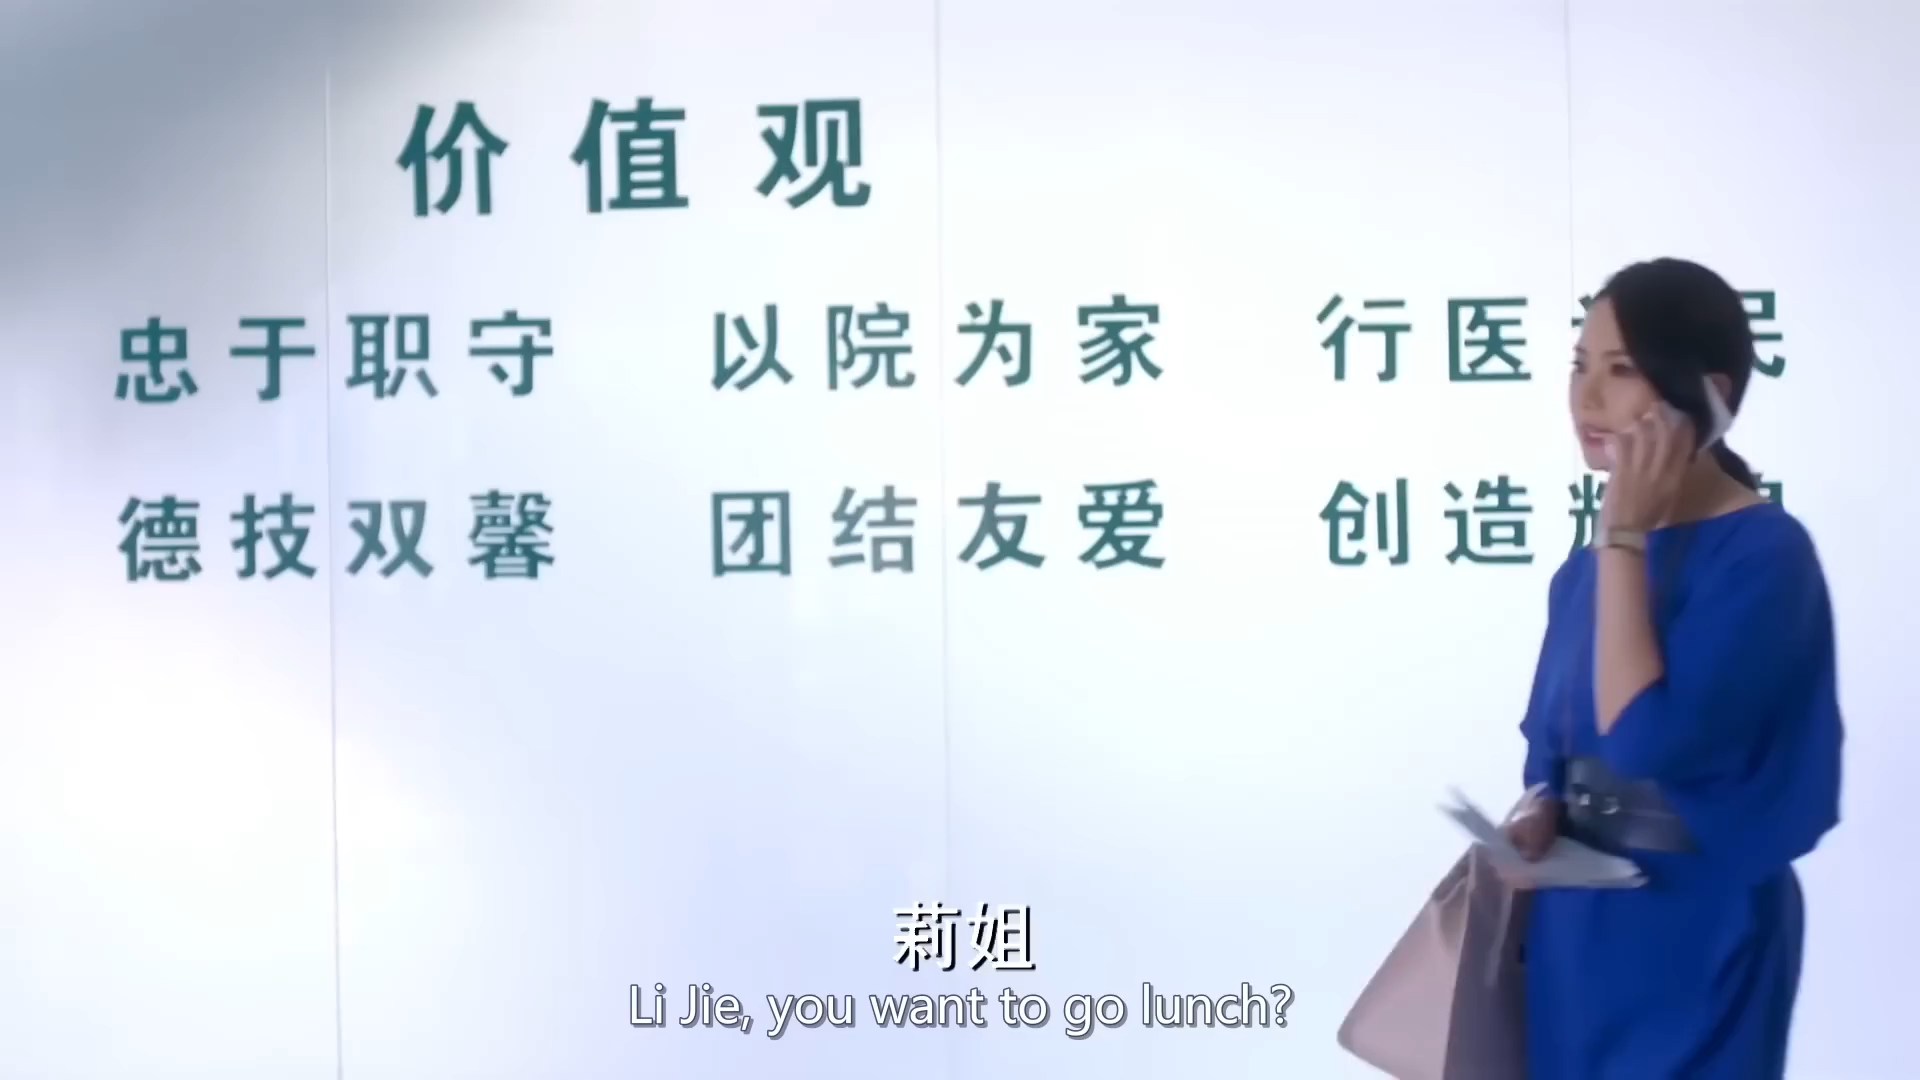 价值观
忠于职守 以院为家 行医 民
德技双馨 团结友爱 创造
莉姐
Li Jie, you want to go lunch?